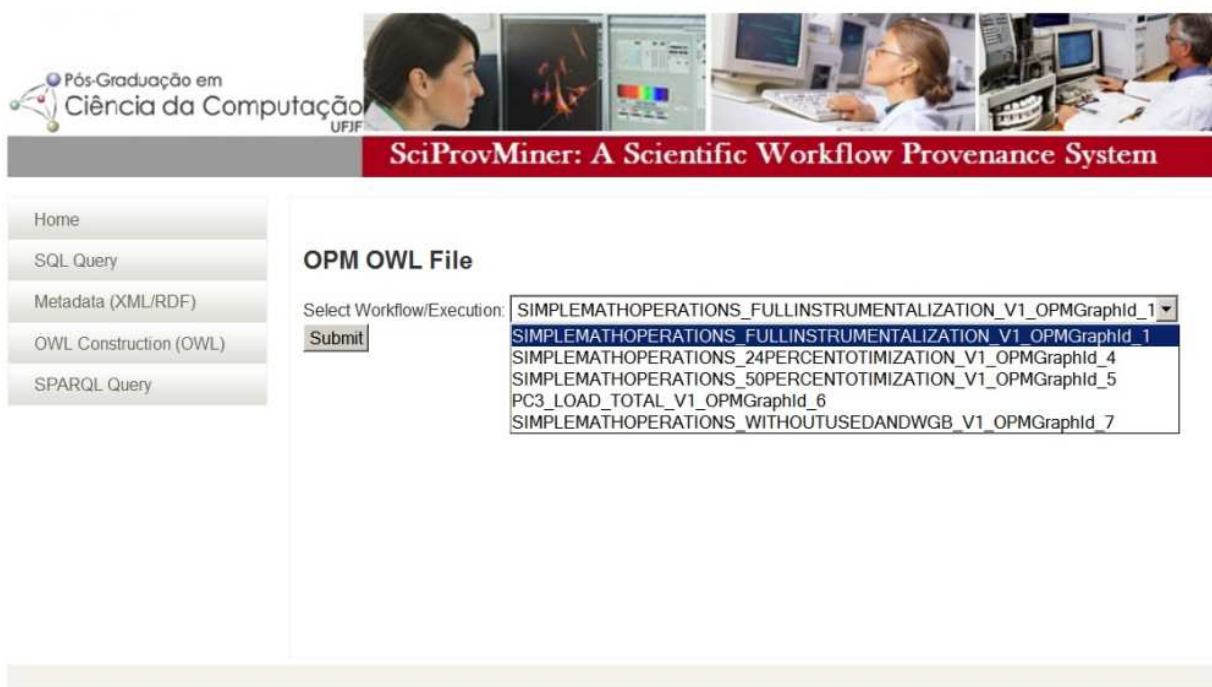 Pós-Graduação em
Ciência da Computação
UFJF
SciProvMiner: A Scientific Workflow Provenance System
Home
SQL Query
Metadata (XML/RDF)
OWL Construction (OWL)
SPARQL Query
OPM OWL File
Select Workflow/Execution: SIMPLEMATHOPERATIONS_FULLINSTRUMENTALIZATION_V1_OPMGraphId_1
Submit
SIMPLEMATHOPERATIONS_FULLINSTRUMENTALIZATION_V1_OPMGraphId_1
SIMPLEMATHOPERATIONS_24PERCENTOTIMIZATION_V1_OPMGraphId_4
SIMPLEMATHOPERATIONS_50PERCENTOTIMIZATION_V1_OPMGraphId_5
PC3_LOAD_TOTAL_V1_OPMGraphId_6
SIMPLEMATHOPERATIONS_WITHOUTUSEDANDWGB_V1_OPMGraphId_7